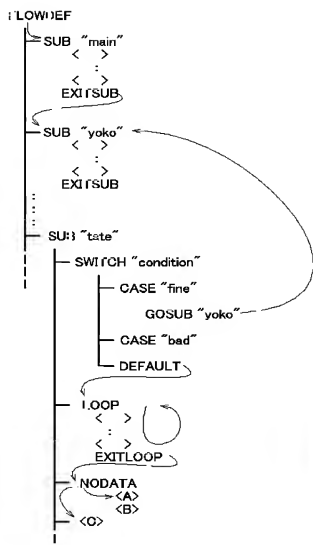 FLOWDEF
SUB "main"
< >
:
< >
EXITSUB
SUB "yoko"
< >
:
< >
EXITSUB
SUB "tate"
SWITCH "condition"
CASE "fine"
GOSUB "yoko"
CASE "bad"
DEFAULT
LOOP
< >
:
< >
EXITLOOP
NODATA
<A>
<B>
<C>